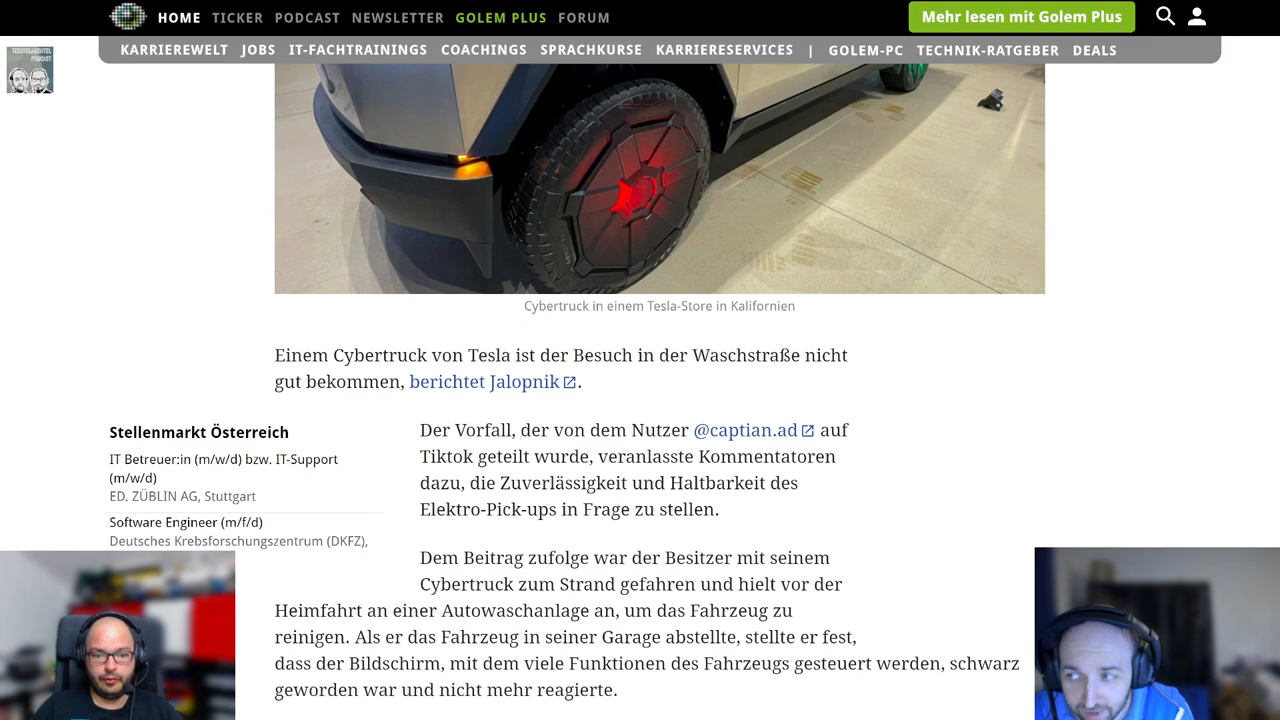 HOME TICKER PODCAST NEWSLETTER GOLEM PLUS FORUM
Mehr lesen mit Golem Plus
KARRIEREWELT JOBS IT-FACHTRAININGS COACHINGS SPRACHKURSE KARRIERESERVICES | GOLEM-PC TECHNIK-RATGEBER DEALS
PODCAST
Cybertruck in einem Tesla-Store in Kalifornien
Einem Cybertruck von Tesla ist der Besuch in der Waschstraße nicht
gut bekommen, berichtet Jalopnik.
Stellenmarkt Österreich
IT Betreuer:in (m/w/d) bzw. IT-Support
(m/w/d)
ED. ZÜBLIN AG, Stuttgart
Software Engineer (m/f/d)
Deutsches Krebsforschungszentrum (DKFZ),
Der Vorfall, der von dem Nutzer @captian.ad auf
Tiktok geteilt wurde, veranlasste Kommentatoren
dazu, die Zuverlässigkeit und Haltbarkeit des
Elektro-Pick-ups in Frage zu stellen.
Dem Beitrag zufolge war der Besitzer mit seinem
Cybertruck zum Strand gefahren und hielt vor der
Heimfahrt an einer Autowaschanlage an, um das Fahrzeug zu
reinigen. Als er das Fahrzeug in seiner Garage abstellte, stellte er fest,
dass der Bildschirm, mit dem viele Funktionen des Fahrzeugs gesteuert werden, schwarz
geworden war und nicht mehr reagierte.